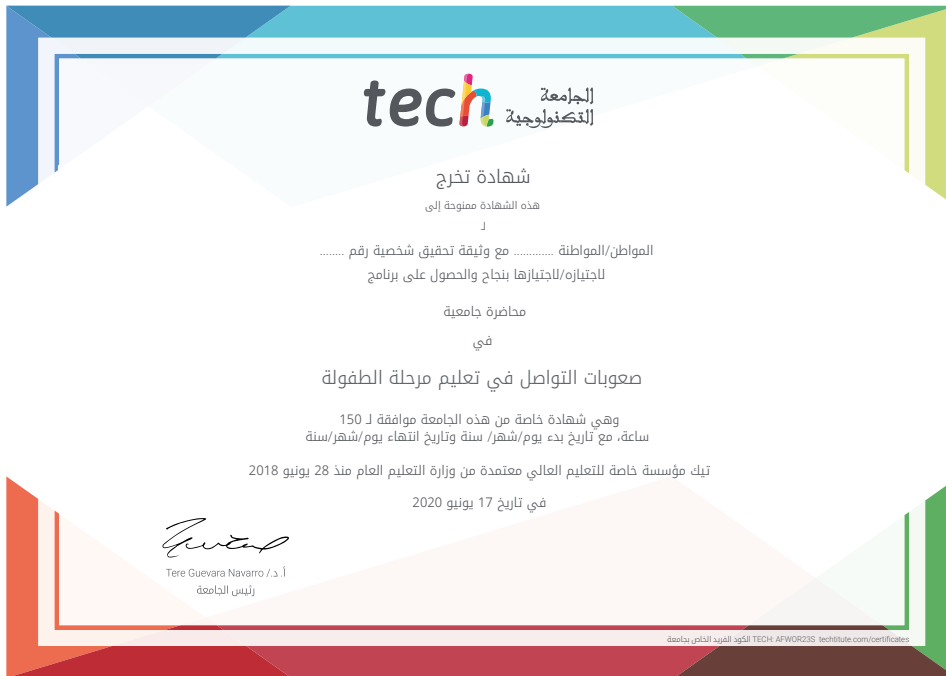 tech الجامعة
التكنولوجية
شهادة تخرج
هذه الشهادة ممنوحة إلى
لـ
المواطن/المواطنة ............ مع وثيقة تحقيق شخصية رقم ........
لاجتيازه/لاجتيازها بنجاح والحصول على برنامج
محاضرة جامعية
في
صعوبات التواصل في تعليم مرحلة الطفولة
وهي شهادة خاصة من هذه الجامعة موافقة لـ 150
ساعة، مع تاريخ بدء يوم/شهر/ سنة وتاريخ انتهاء يوم/شهر/سنة
تيك مؤسسة خاصة للتعليم العالي معتمدة من وزارة التعليم العام منذ 28 يونيو 2018
في تاريخ 17 يونيو 2020
أ. د./ Tere Guevara Navarro
رئيس الجامعة
الكود الفريد الخاص بجامعة TECH: AFWOR23S techtitute.com/certificates